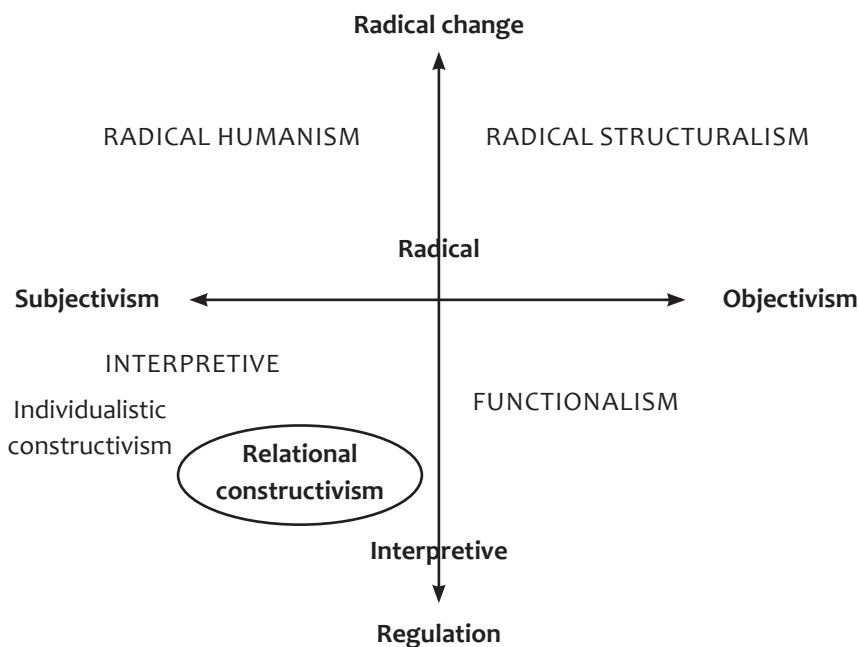 Radical change
RADICAL HUMANISM
RADICAL STRUCTURALISM
Radical
Subjectivism
Objectivism
INTERPRETIVE
Individualistic
constructivism
FUNCTIONALISM
Relational
constructivism
Interpretive
Regulation